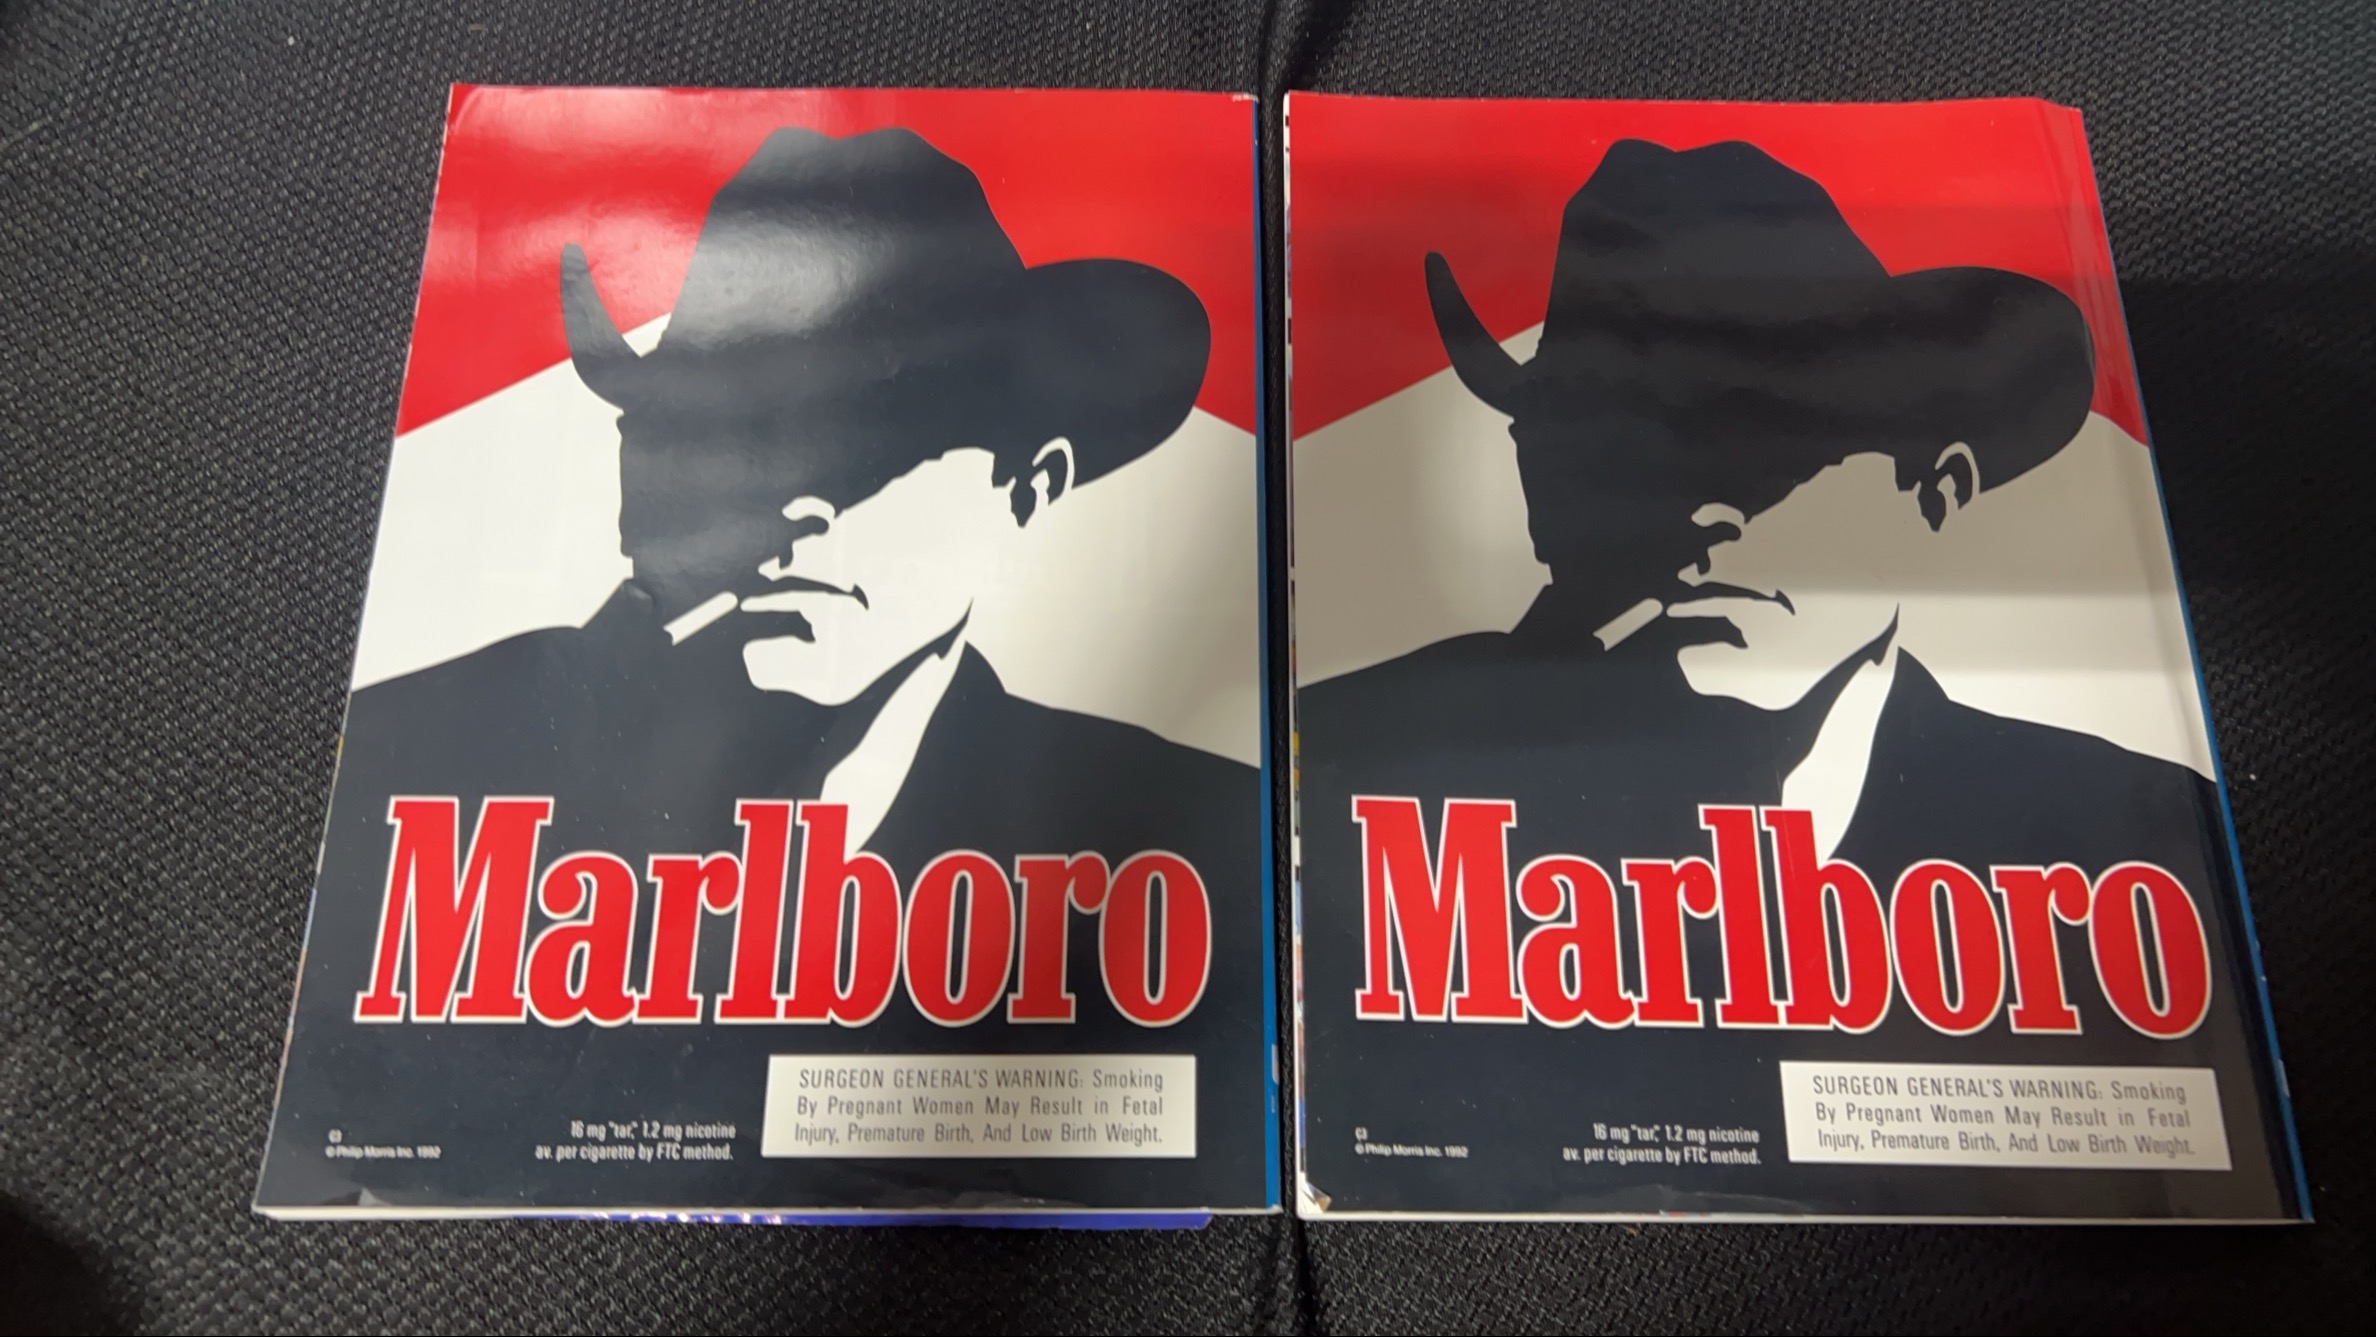 Marlboro
SURGEON GENERAL'S WARNING: Smoking
By Pregnant Women May Result in Fetal
Injury, Premature Birth, And Low Birth Weight.
16 mg "tar," 1.2 mg nicotine
av. per cigarette by FTC method.
C3
© Philip Morris Inc. 1992
Marlboro
SURGEON GENERAL'S WARNING: Smoking
By Pregnant Women May Result in Fetal
Injury, Premature Birth, And Low Birth Weight.
16 mg "tar," 1.2 mg nicotine
av. per cigarette by FTC method.
C3
© Philip Morris Inc. 1992